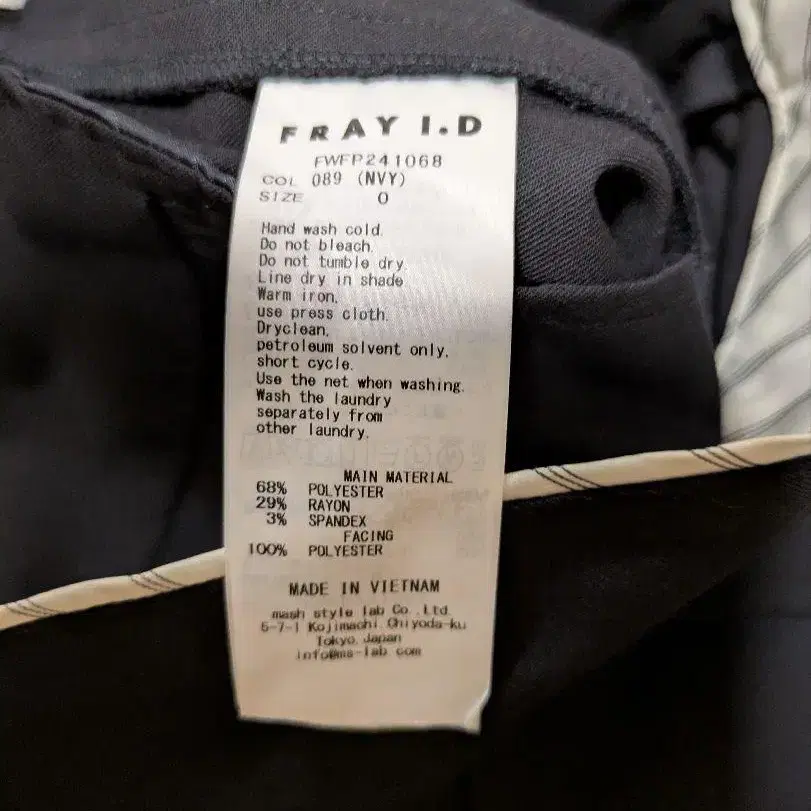 FRAY I.D
FWFP241068
COL 089 (NVY)
SIZE 0
Hand wash cold.
Do not bleach.
Do not tumble dry.
Line dry in shade
Warm iron,
use press cloth.
Dryclean,
petroleum solvent only,
short cycle.
Use the net when washing.
Wash the laundry
separately from
other laundry.
MAIN MATERIAL
68% POLYESTER
29% RAYON
3% SPANDEX
FACING
100% POLYESTER
MADE IN VIETNAM
mash style lab Co.,Ltd.
5-7-1 Kojimachi.Chiyoda-ku
Tokyo.Japan
info@ms-lab com